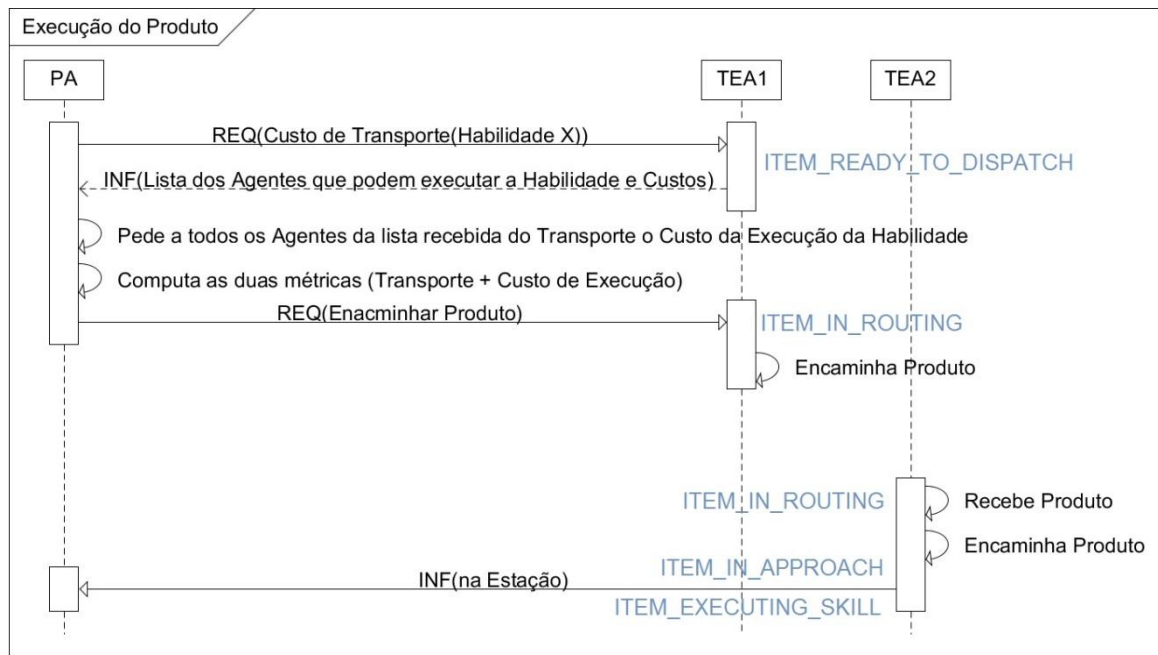 Execução do Produto
PA
TEA1
TEA2
REQ(Custo de Transporte(Habilidade X))
ITEM_READY_TO_DISPATCH
INF(Lista dos Agentes que podem executar a Habilidade e Custos)
Pede a todos os Agentes da lista recebida do Transporte o Custo da Execução da Habilidade
Computa as duas métricas (Transporte + Custo de Execução)
REQ(Enacminhar Produto)
ITEM_IN_ROUTING
Encaminha Produto
ITEM_IN_ROUTING
Recebe Produto
Encaminha Produto
ITEM_IN_APPROACH
INF(na Estação)
ITEM_EXECUTING_SKILL